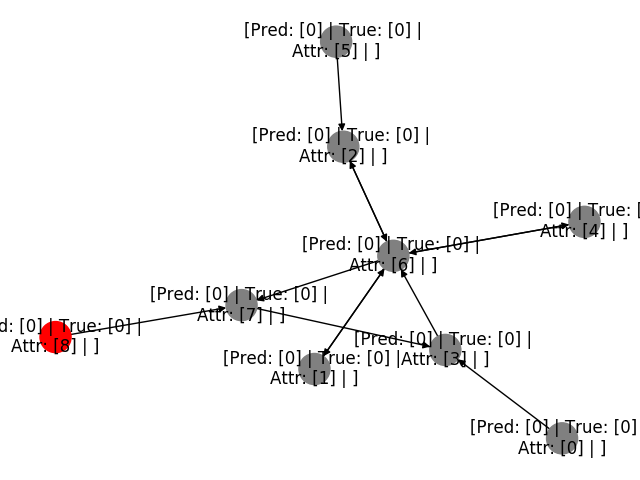 [Pred: [0] | True: [0] |
Attr: [5] | ]
[Pred: [0] | True: [0] |
Attr: [2] | ]
[Pred: [0] | True: [
Attr: [4] | ]
[Pred: [0] | True: [0] |
Attr: [6] | ]
[Pred: [0] | True: [0] |
Attr: [7] | ]
d: [0] | True: [0] |
Attr: [8] | ]
[Pred: [0] | True: [0] |
Attr: [3] | ]
[Pred: [0] | True: [0] |
Attr: [1] | ]
[Pred: [0] | True: [0]
Attr: [0] | ]